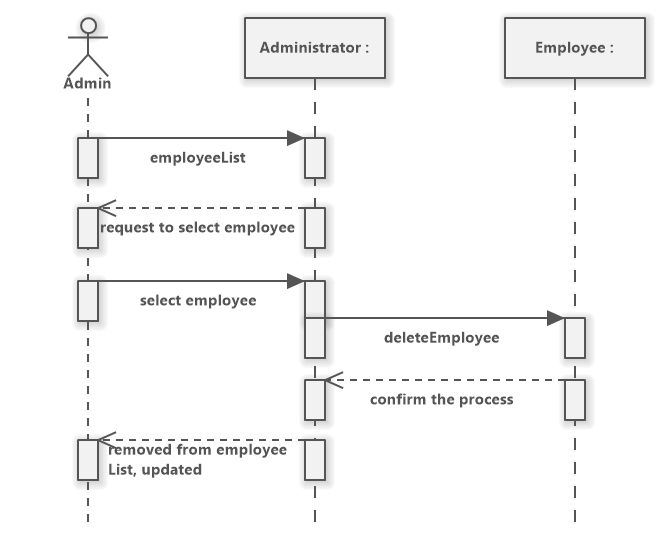 Admin
Administrator :
Employee :
employeeList
request to select employee
select employee
deleteEmployee
confirm the process
removed from employee
List, updated